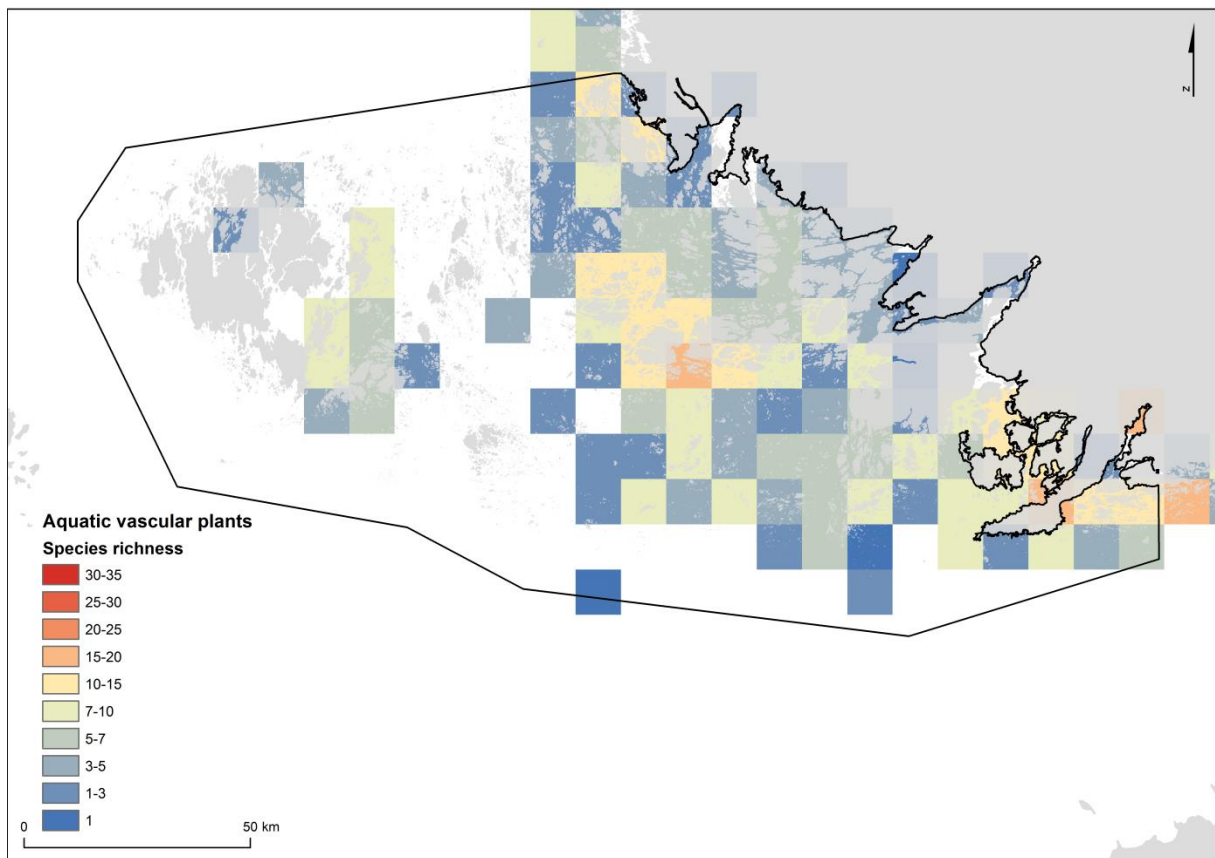 N
Aquatic vascular plants
Species richness
30-35
25-30
20-25
15-20
10-15
7-10
5-7
3-5
1-3
1
0 50 km